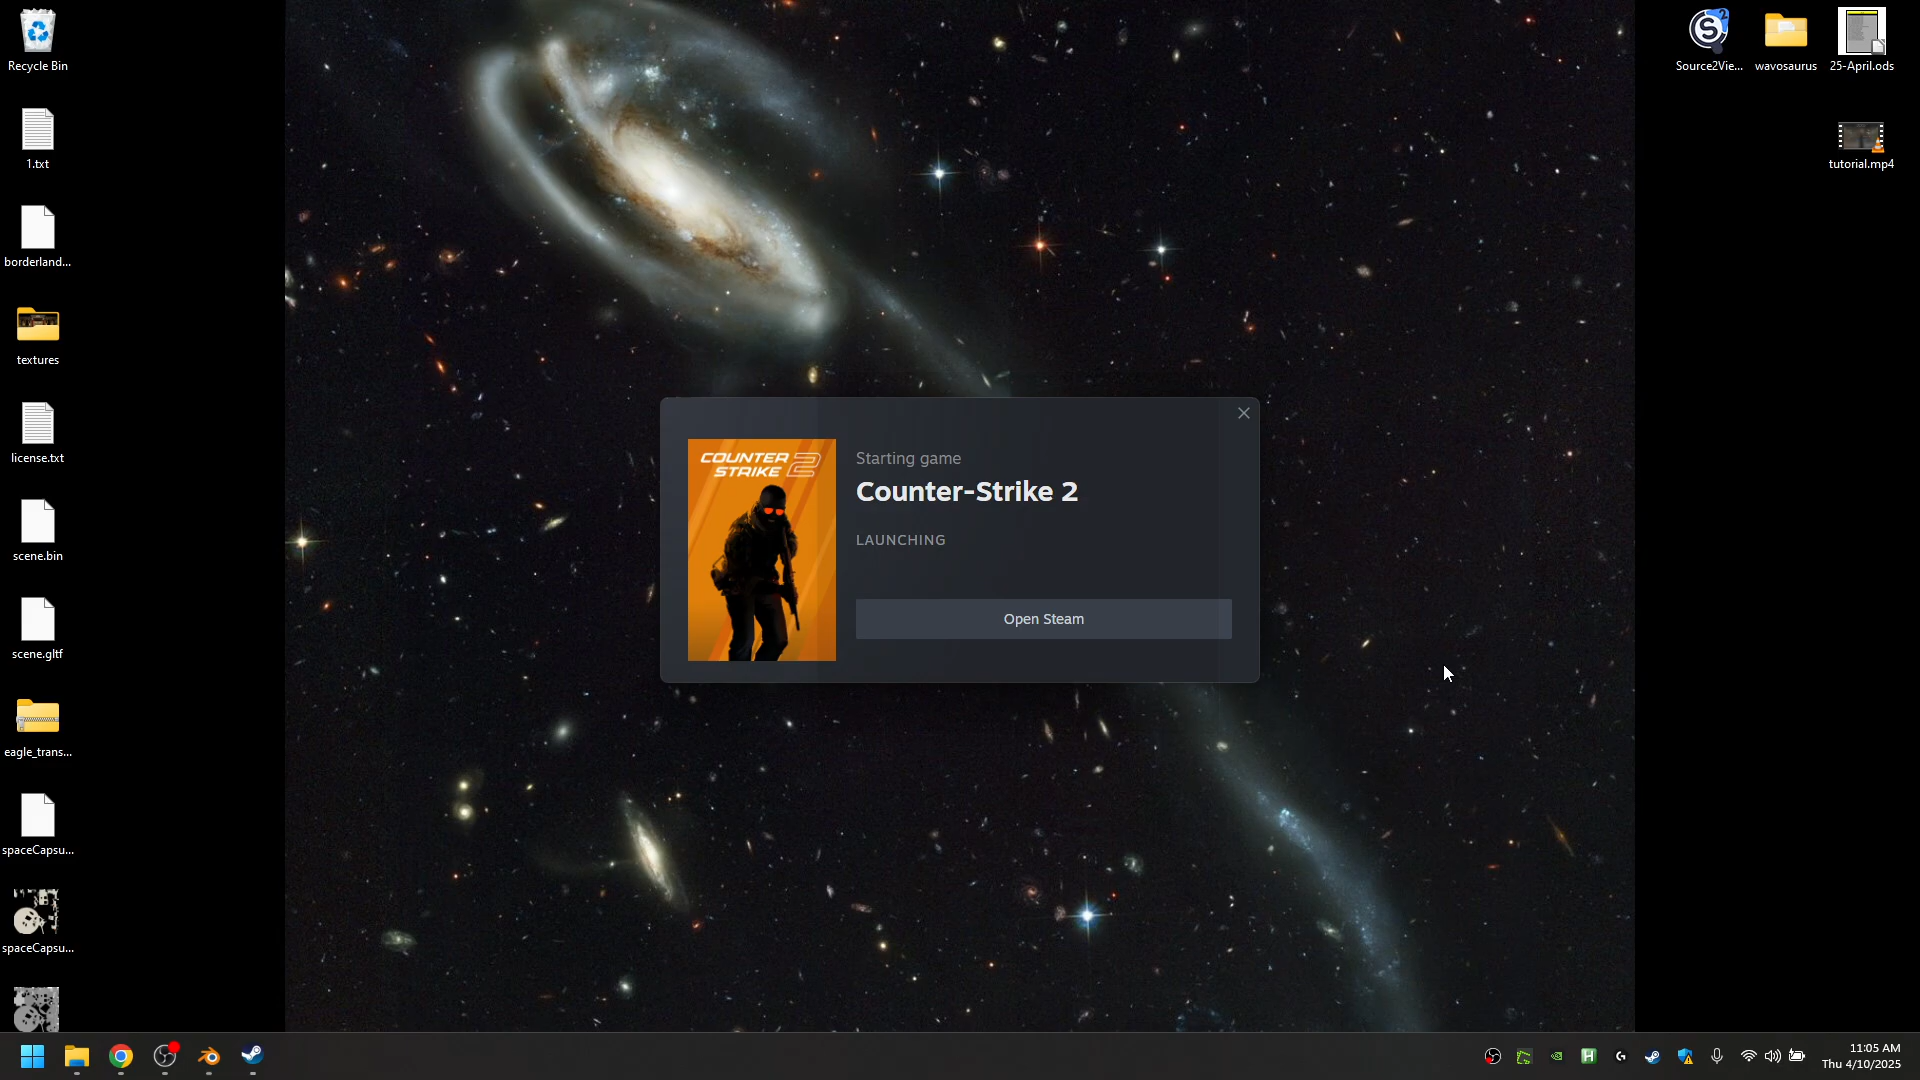 Recycle Bin
1.txt
borderland...
textures
license.txt
scene.bin
scene.gltf
eagle_trans...
spaceCapsu...
spaceCapsu...
Source2Vie...
wavosaurus
25-April.ods
tutorial.mp4
COUNTER
STRIKE 2
Starting game
Counter-Strike 2
LAUNCHING
Open Steam
11:05 AM
Thu 4/10/2025